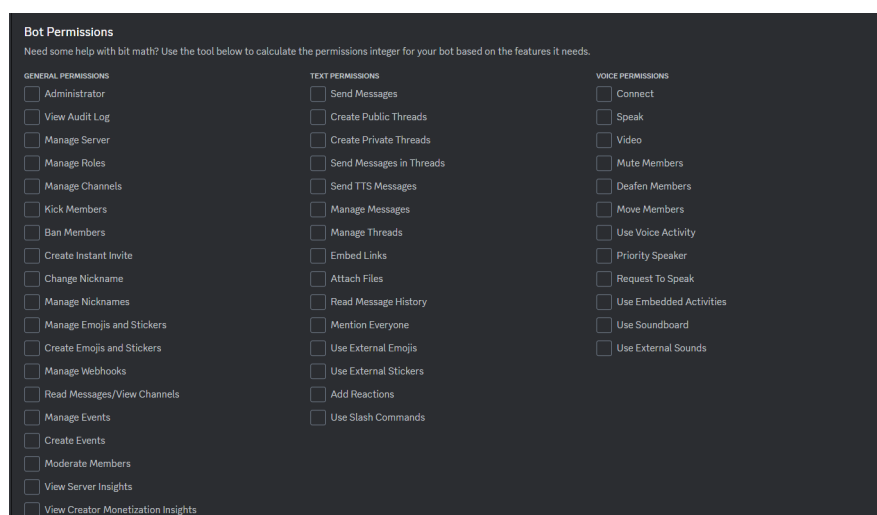 Bot Permissions
Need some help with bit math? Use the tool below to calculate the permissions integer for your bot based on the features it needs.
GENERAL PERMISSIONS
Administrator
View Audit Log
Manage Server
Manage Roles
Manage Channels
Kick Members
Ban Members
Create Instant Invite
Change Nickname
Manage Nicknames
Manage Emojis and Stickers
Create Emojis and Stickers
Manage Webhooks
Read Messages/View Channels
Manage Events
Create Events
Moderate Members
View Server Insights
View Creator Monetization Insights
TEXT PERMISSIONS
Send Messages
Create Public Threads
Create Private Threads
Send Messages in Threads
Send TTS Messages
Manage Messages
Manage Threads
Embed Links
Attach Files
Read Message History
Mention Everyone
Use External Emojis
Use External Stickers
Add Reactions
Use Slash Commands
VOICE PERMISSIONS
Connect
Speak
Video
Mute Members
Deafen Members
Move Members
Use Voice Activity
Priority Speaker
Request To Speak
Use Embedded Activities
Use Soundboard
Use External Sounds